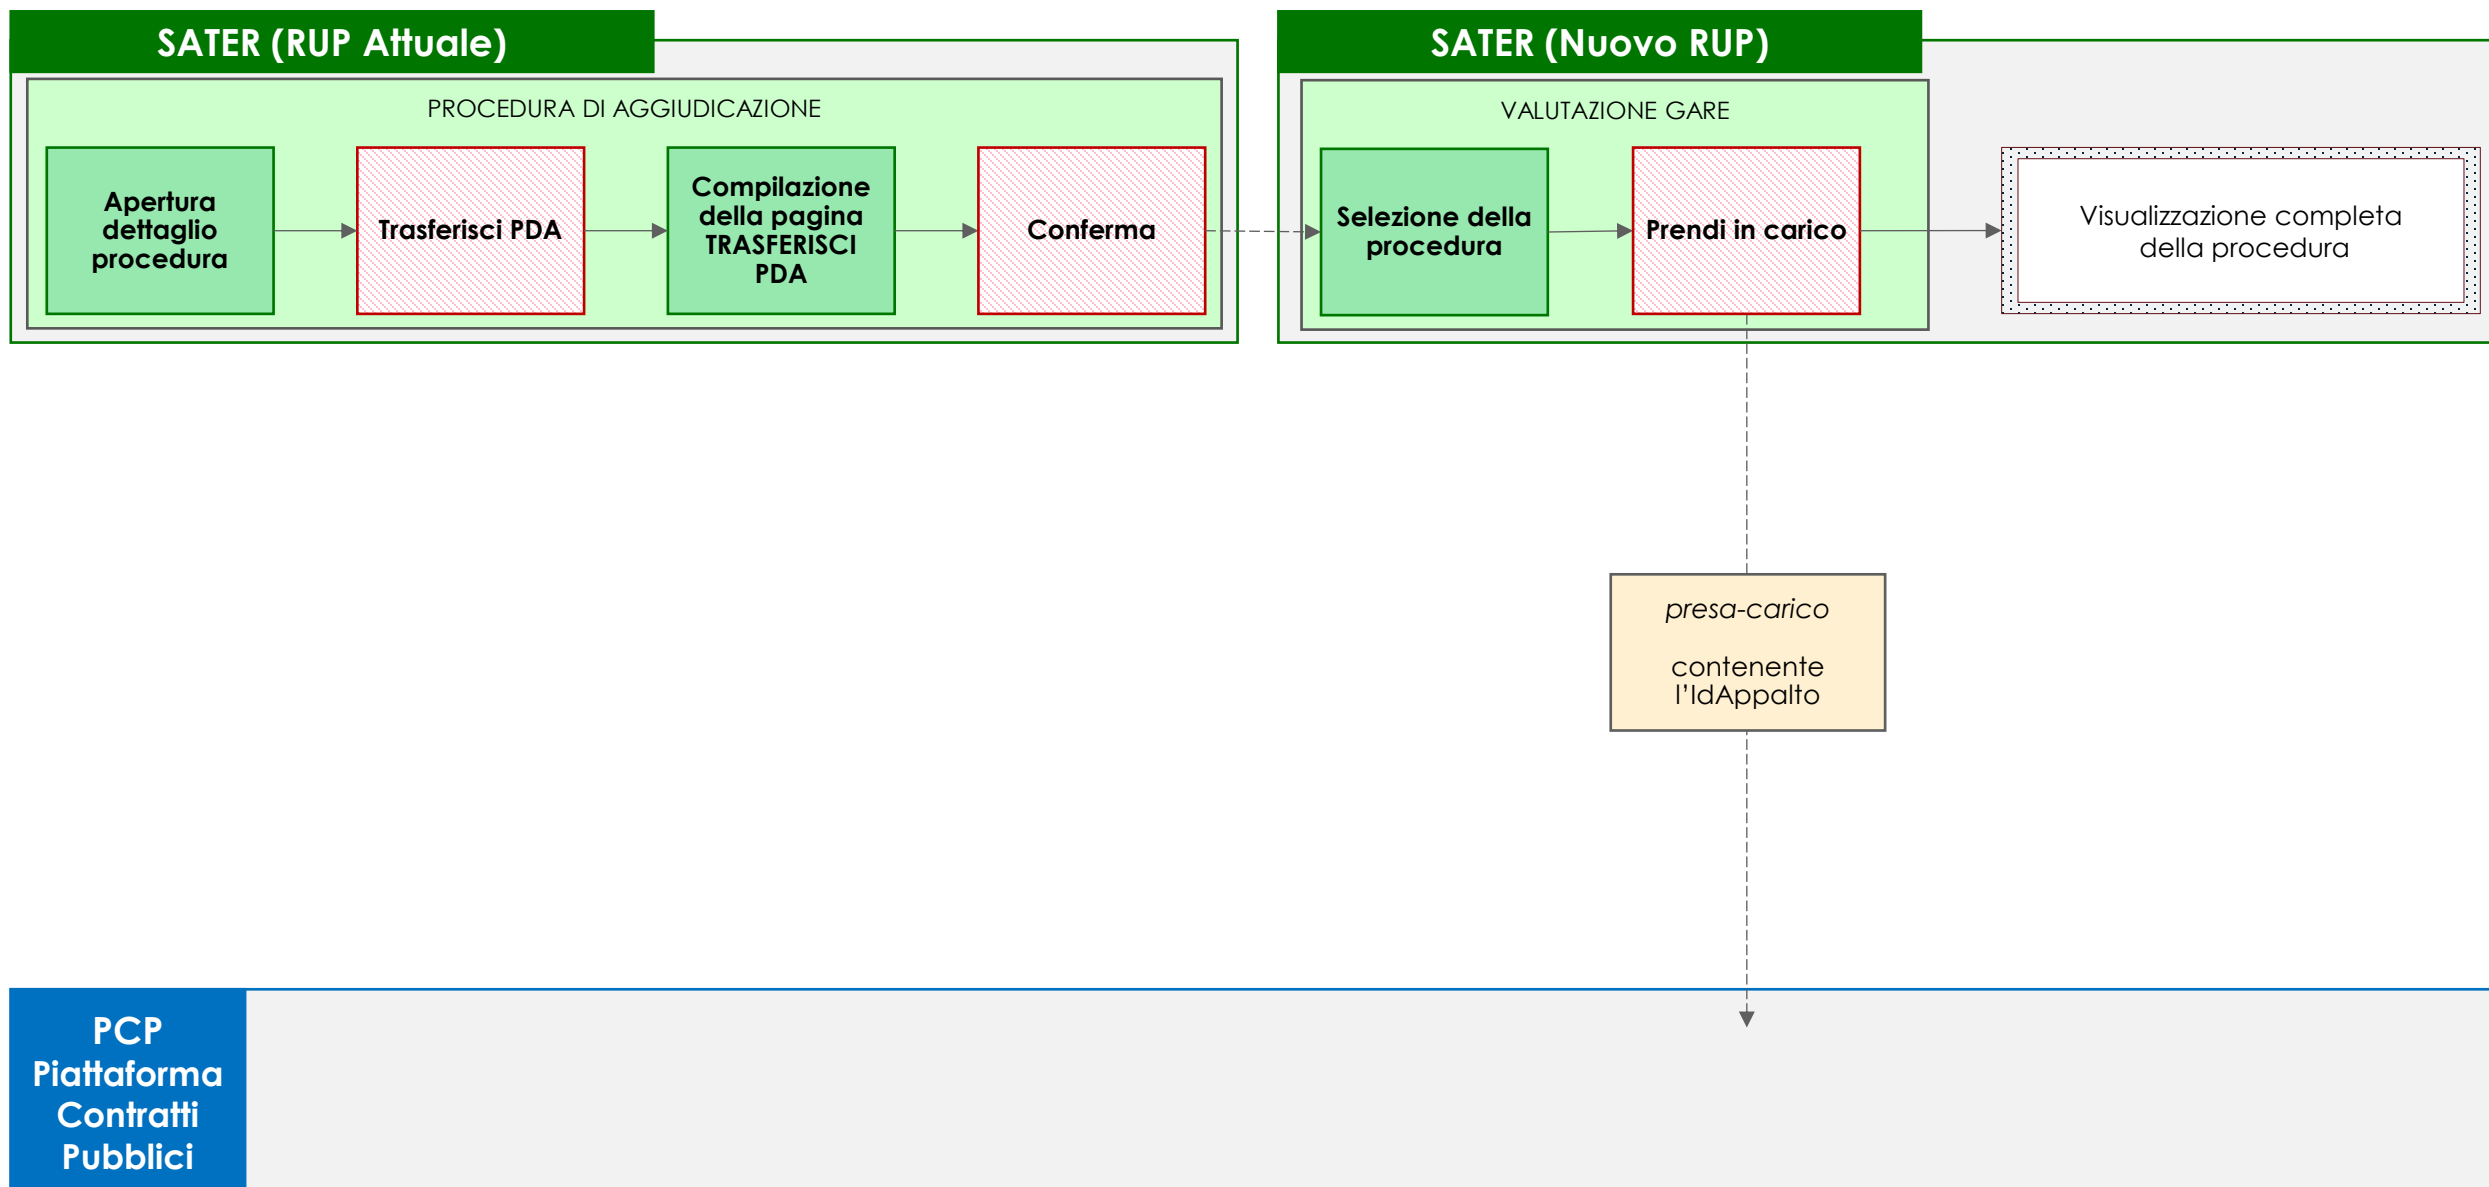 SATER (RUP Attuale)
PROCEDURA DI AGGIUDICAZIONE
Apertura
dettaglio
procedura
Trasferisci PDA
Compilazione
della pagina
TRASFERISCI
PDA
Conferma
SATER (Nuovo RUP)
VALUTAZIONE GARE
Selezione della
procedura
Prendi in carico
Visualizzazione completa
della procedura
presa-carico
contenente
l'IdAppalto
PCP
Piattaforma
Contratti
Pubblici